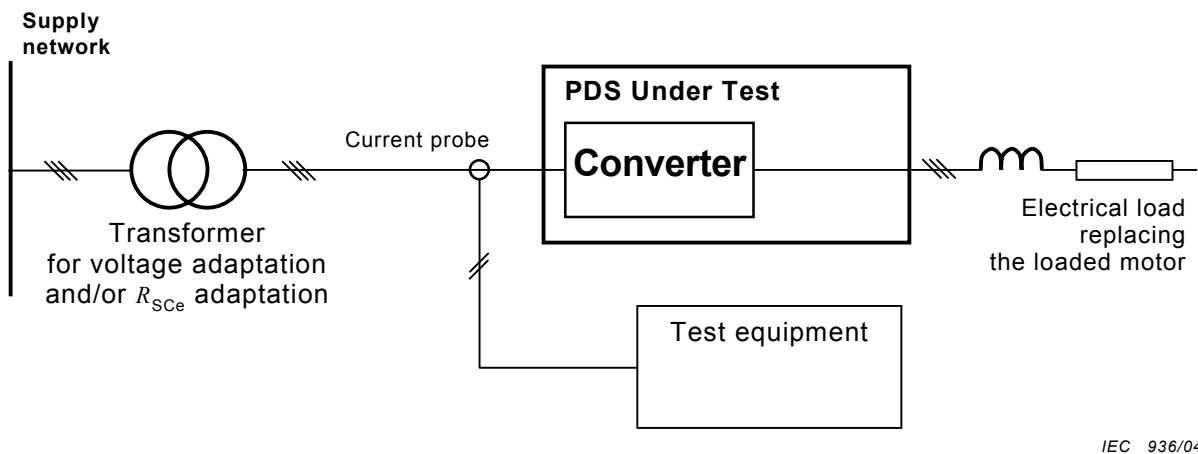 Supply
network
PDS Under Test
Current probe
Converter
Transformer
for voltage adaptation
and/or RSCe adaptation
Electrical load
replacing
the loaded motor
Test equipment
IEC 936/04